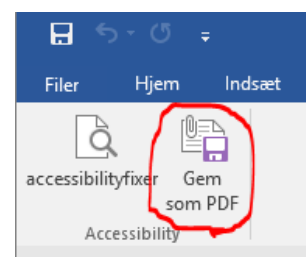 Filer Hjem Indsæt
accessibilityfixer Gem
som PDF
Accessibility